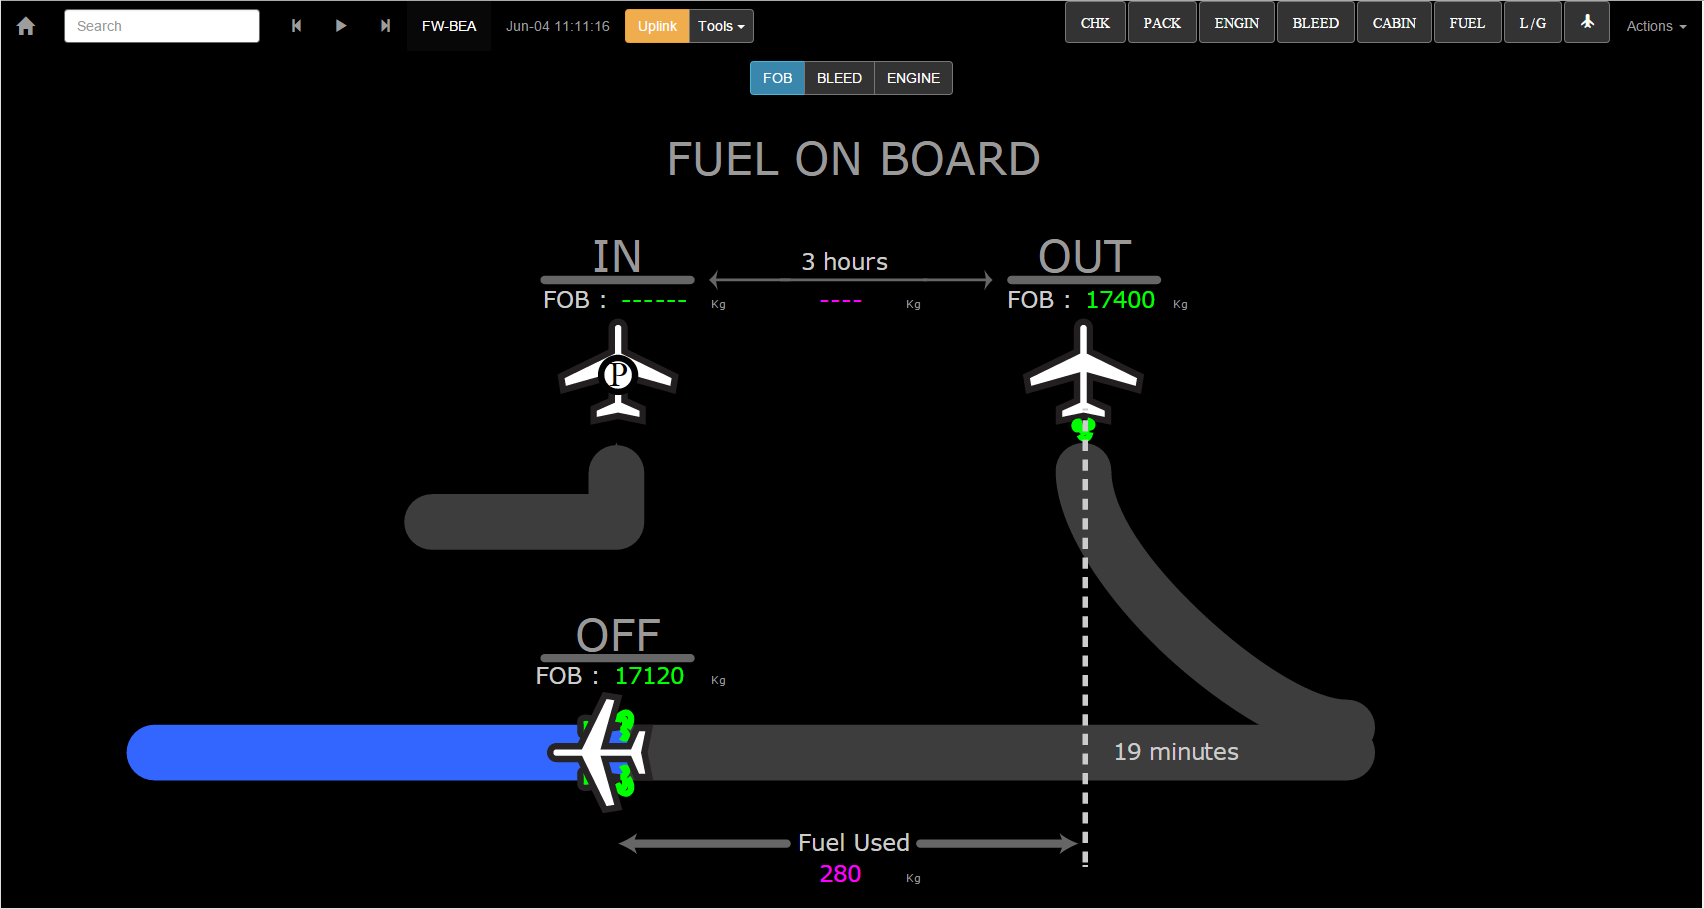 Search FW-BEA Jun-04 11:11:16 Uplink Tools CHK PACK ENGIN BLEED CABIN FUEL L/G Actions
FOB BLEED ENGINE
FUEL ON BOARD
IN 3 hours OUT
FOB : ------ Kg ---- Kg FOB : 17400 Kg
P
OFF
FOB : 17120 Kg
19 minutes
Fuel Used
280 Kg